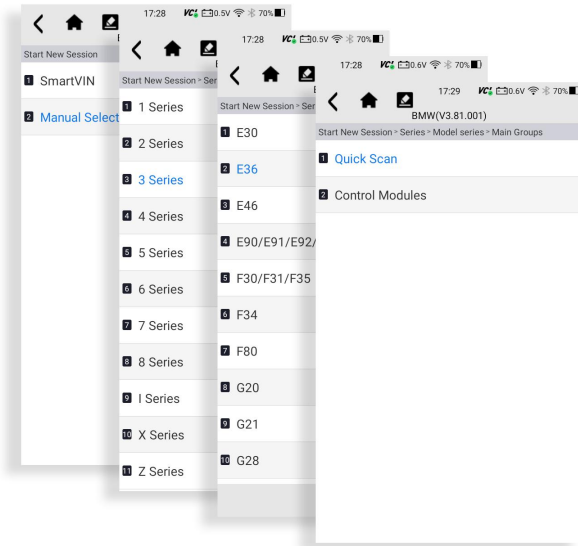 17:28 VCI 0.5V 70%
Start New Session
1 SmartVIN
2 Manual Select
17:28 VCI 0.5V 70%
Start New Session > Ser
1 1 Series
2 2 Series
3 3 Series
4 4 Series
5 5 Series
6 6 Series
7 7 Series
8 8 Series
9 I Series
10 X Series
11 Z Series
17:28 VCI 0.6V 70%
Start New Session > Ser
1 E30
2 E36
3 E46
4 E90/E91/E92/
5 F30/F31/F35
6 F34
7 F80
8 G20
9 G21
10 G28
17:29 VCI 0.6V 70%
BMW(V3.81.001)
Start New Session > Series > Model series > Main Groups
1 Quick Scan
2 Control Modules